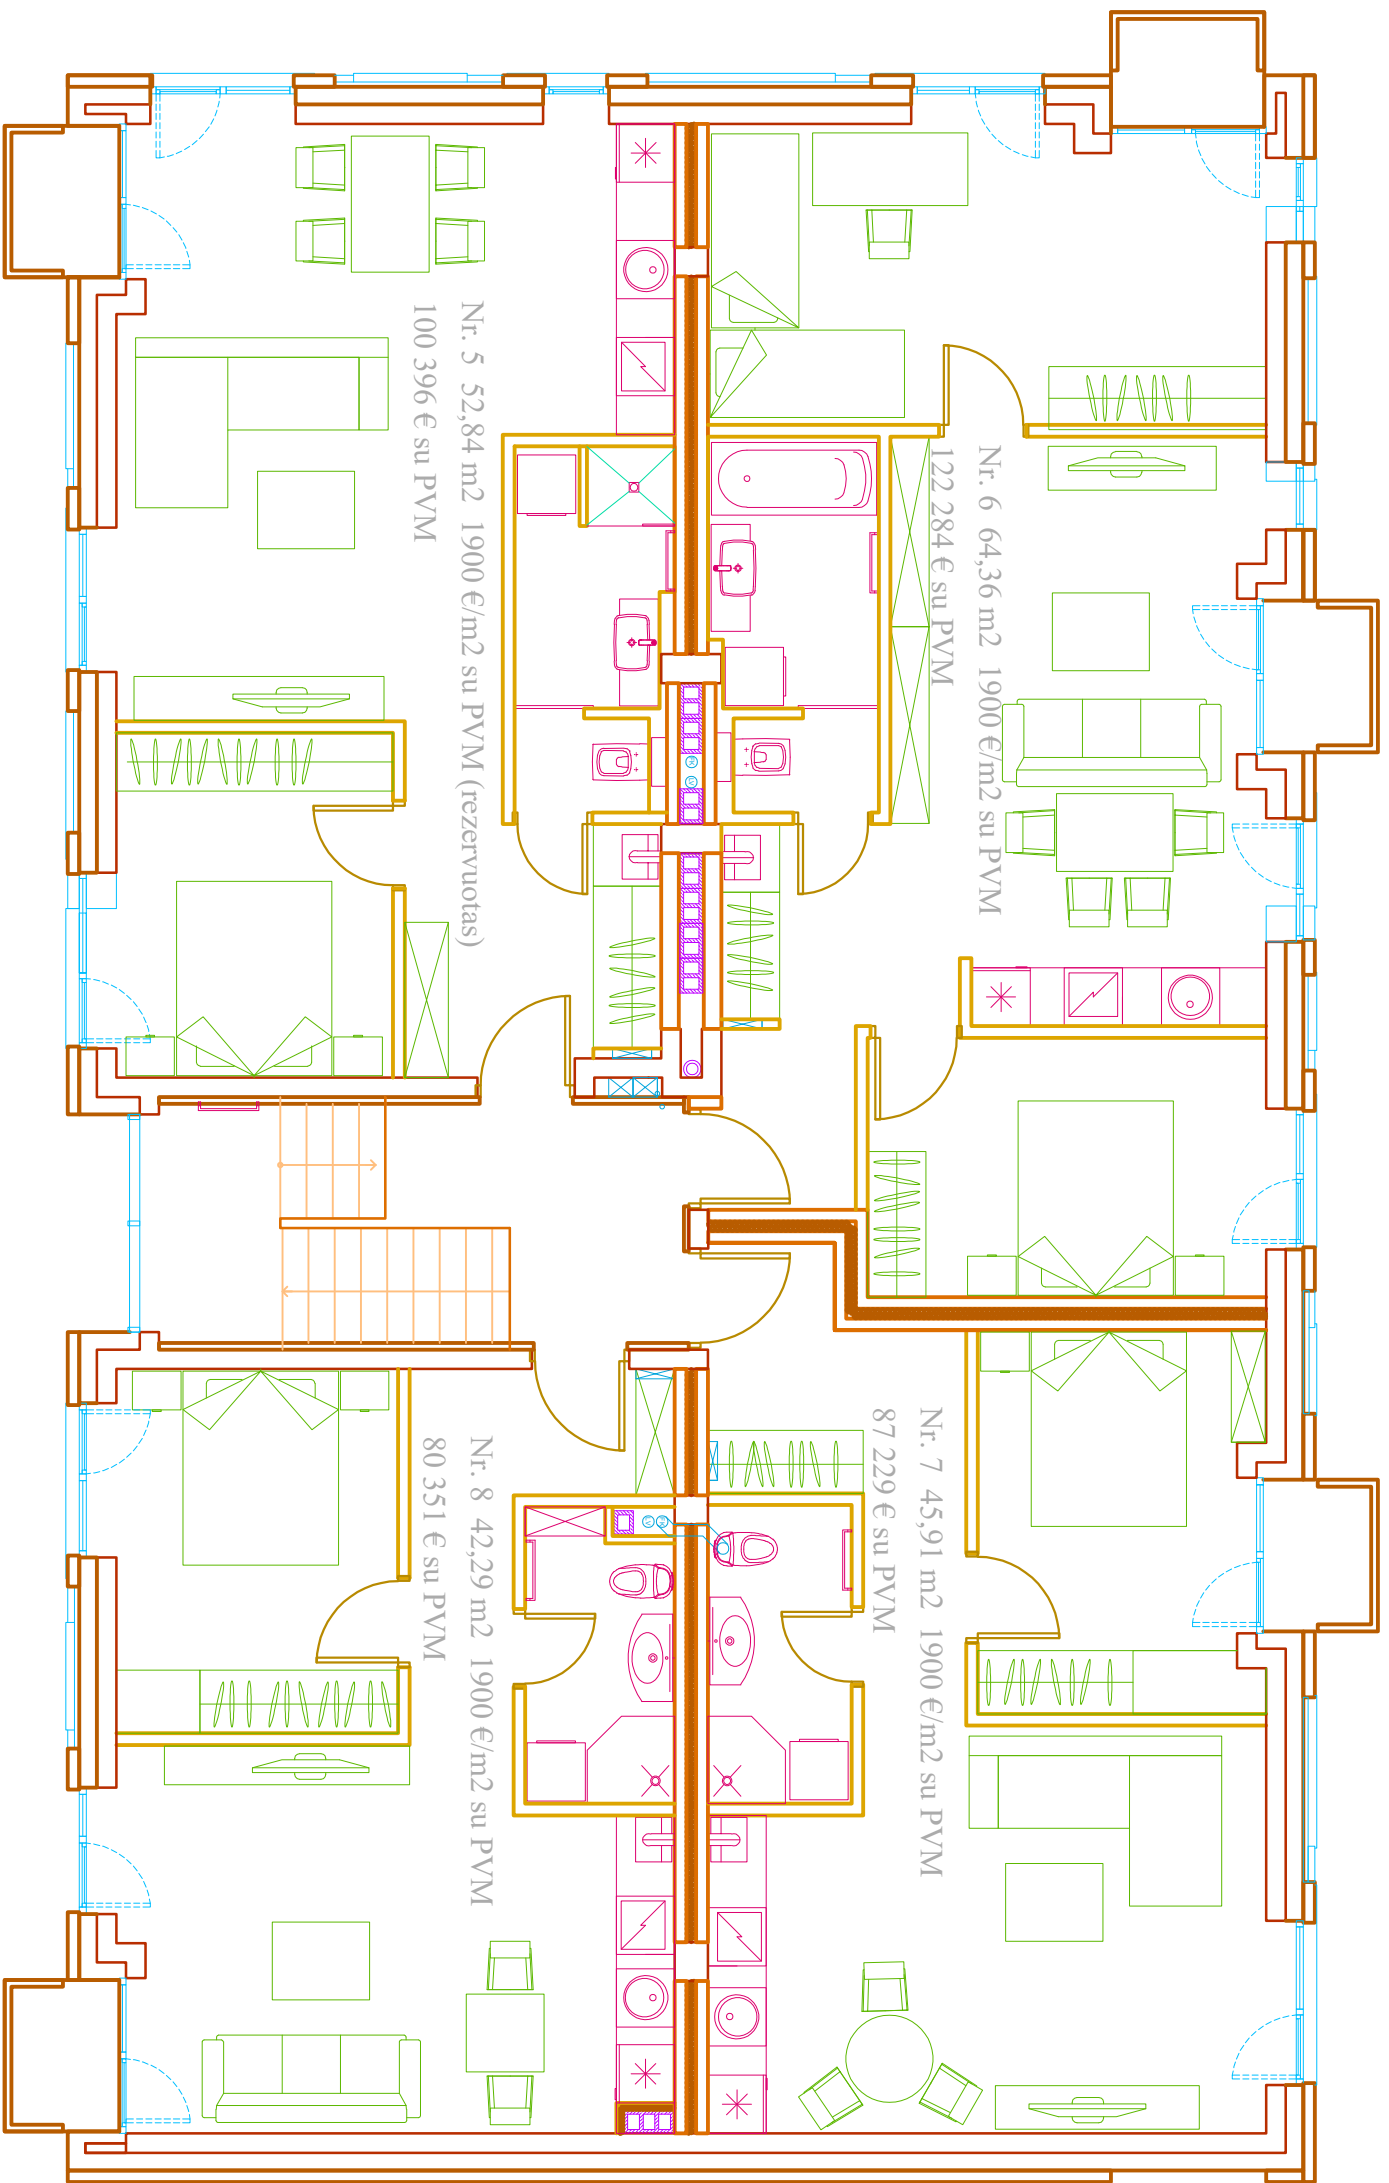 Nr. 5 52,84 m2 1900 €/m2 su PVM (rezervuotas)
100 396 € su PVM
Nr. 6 64,36 m2 1900 €/m2 su PVM
122 284 € su PVM
Nr. 7 45,91 m2 1900 €/m2 su PVM
87 229 € su PVM
Nr. 8 42,29 m2 1900 €/m2 su PVM
80 351 € su PVM